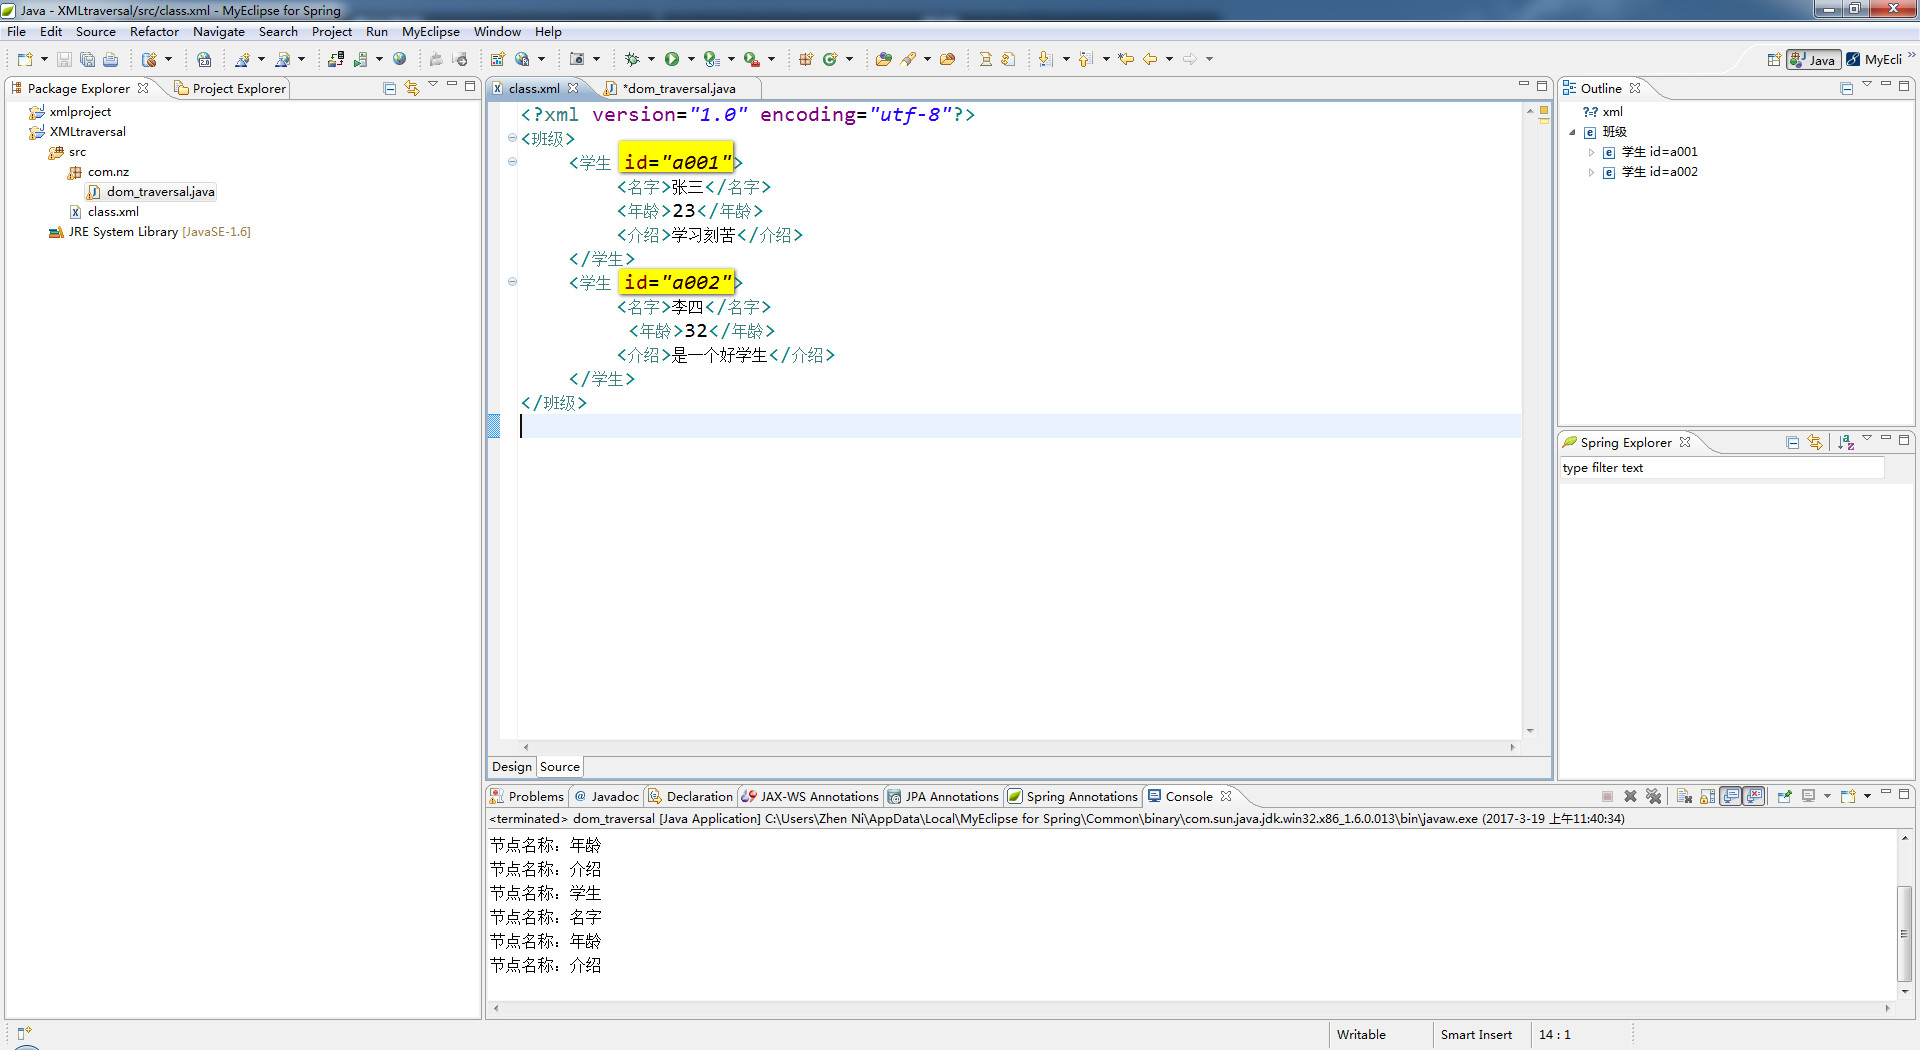 Java - XMLtraversal/src/class.xml - MyEclipse for Spring
File Edit Source Refactor Navigate Search Project Run MyEclipse Window Help
Java MyEcli
Package Explorer Project Explorer
xmlproject
XMLtraversal
src
com.nz
dom_traversal.java
class.xml
JRE System Library [JavaSE-1.6]
class.xml *dom_traversal.java
<?xml version="1.0" encoding="utf-8"?>
<班级>
<学生 id="a001">
<名字>张三</名字>
<年龄>23</年龄>
<介绍>学习刻苦</介绍>
</学生>
<学生 id="a002">
<名字>李四</名字>
<年龄>32</年龄>
<介绍>是一个好学生</介绍>
</学生>
</班级>
Design Source
Outline
?-? xml
班级
学生 id=a001
学生 id=a002
Spring Explorer
type filter text
Problems @ Javadoc Declaration JAX-WS Annotations JPA Annotations Spring Annotations Console
<terminated> dom_traversal [Java Application] C:\Users\Zhen Ni\AppData\Local\MyEclipse for Spring\Common\binary\com.sun.java.jdk.win32.x86_1.6.0.013\bin\javaw.exe (2017-3-19 上午11:40:34)
节点名称：年龄
节点名称：介绍
节点名称：学生
节点名称：名字
节点名称：年龄
节点名称：介绍
Writable Smart Insert 14 : 1